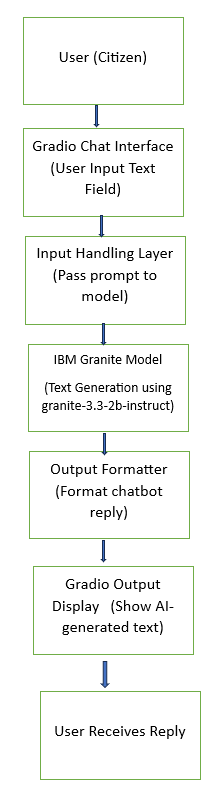 User (Citizen)
Gradio Chat Interface
(User Input Text
Field)
Input Handling Layer
(Pass prompt to
model)
IBM Granite Model
(Text Generation using
granite-3.3-2b-instruct)
Output Formatter
(Format chatbot
reply)
Gradio Output
Display (Show AI-
generated text)
User Receives Reply